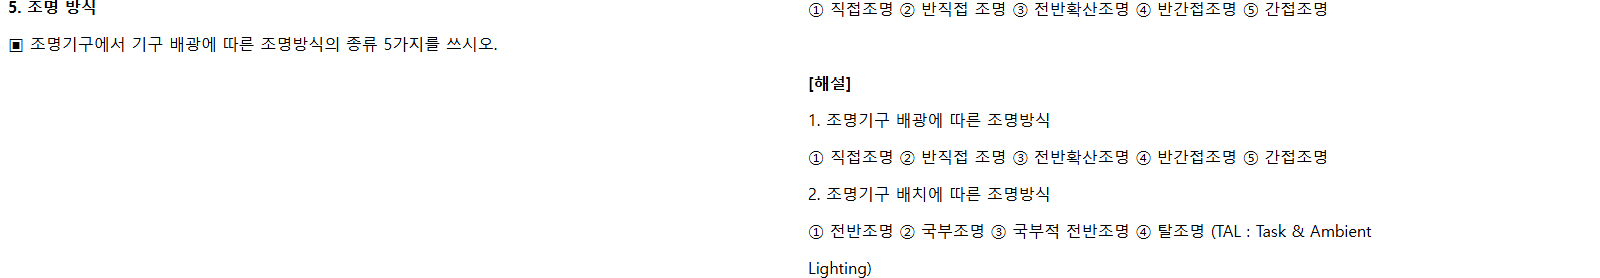 5. 조명 방식
▣ 조명기구에서 기구 배광에 따른 조명방식의 종류 5가지를 쓰시오.
① 직접조명 ② 반직접 조명 ③ 전반확산조명 ④ 반간접조명 ⑤ 간접조명
[해설]
1. 조명기구 배광에 따른 조명방식
① 직접조명 ② 반직접 조명 ③ 전반확산조명 ④ 반간접조명 ⑤ 간접조명
2. 조명기구 배치에 따른 조명방식
① 전반조명 ② 국부조명 ③ 국부적 전반조명 ④ 탈조명 (TAL : Task & Ambient
Lighting)